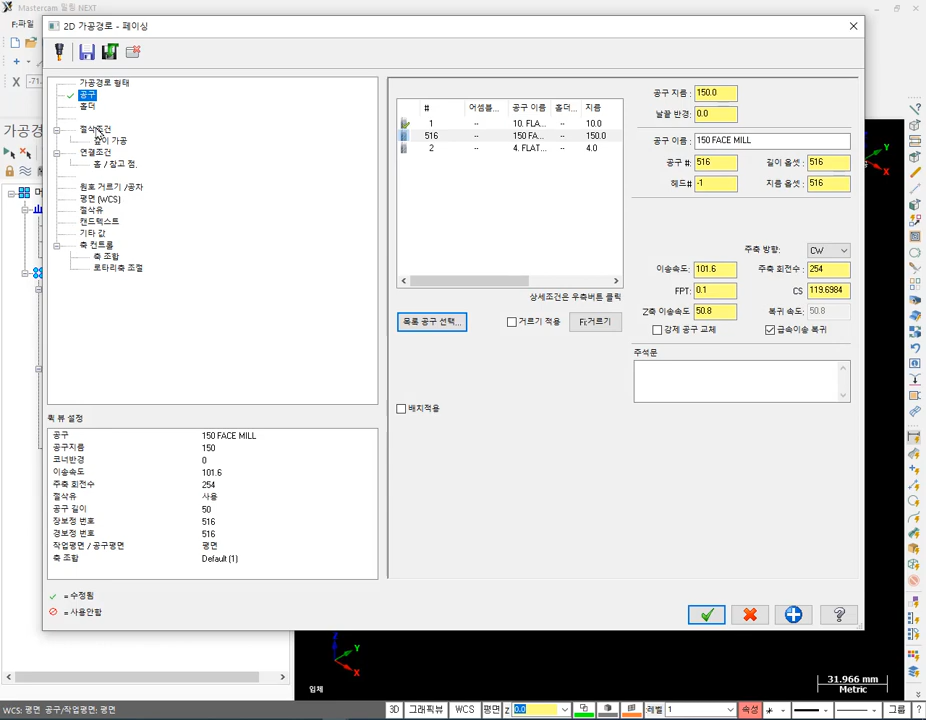 Mastercam 밀링 NEXT
F:파일
2D 가공경로 - 페이싱
X -71.
가공경로 형태
공구
홀더
절삭조건
깊이 가공
연결조건
홈 / 참고 점.
원호 거르기 /공차
평면 (WCS)
절삭유
캔드텍스트
기타 값
축 컨트롤
축 조합
로타리축 조절
# 어셈블... 공구 이름 홀더... 지름
1 -- 10. FLA... -- 10.0
516 -- 150 FA... -- 150.0
2 -- 4. FLAT... -- 4.0
상세조건은 우측버튼 클릭
목록 공구 선택...
거르기 적용
F:거르기
배치적용
공구 지름 : 150.0
날끝 반경: 0.0
공구 이름 : 150 FACE MILL
공구 #: 516 길이 옵셋 : 516
헤드# -1 지름 옵셋 : 516
주축 방향: CW
이송속도: 101.6 주축 회전수 : 254
FPT: 0.1 CS 119.6984
Z축 이송속도 50.8 복귀 속도: 50.8
강제 공구 교체 급속이송 복귀
주석문
퀵 뷰 설정
공구 150 FACE MILL
공구지름 150
코너반경 0
이송속도 101.6
주축 회전수 254
절삭유 사용
공구 길이 50
장보정 번호 516
경보정 번호 516
작업평면 / 공구평면 평면
축 조합 Default (1)
= 수정됨
= 사용안함
가공경
Y
X
Z
Y
X
입체
31.966 mm
Metric
WCS: 평면 공구/작업평면: 평면
3D 그래픽뷰 WCS 평면 Z 0.0 레벨 1 속성 그룹 ?